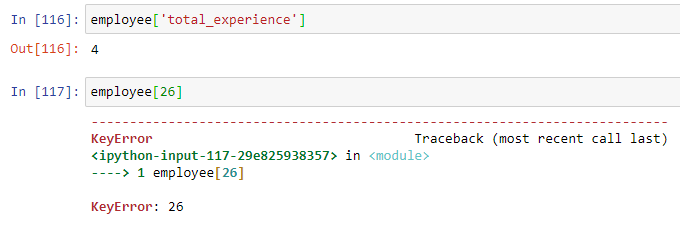 In [116]: employee['total_experience']
Out[116]: 4
In [117]: employee[26]
---------------------------------------------------------------------------
KeyError Traceback (most recent call last)
<ipython-input-117-29e825938357> in <module>
----> 1 employee[26]
KeyError: 26